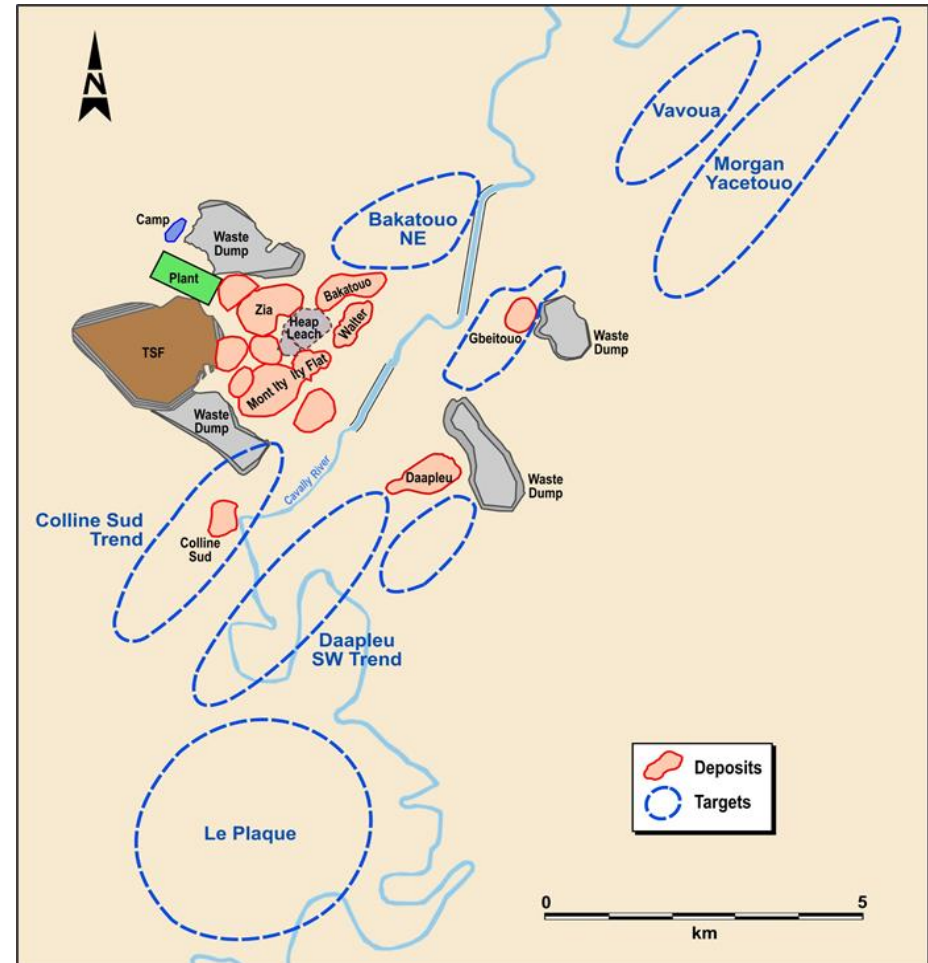 N
Vavoua
Morgan
Yacetouo
Bakatouo
NE
Camp
Waste
Dump
Plant
Bakatouo
Zia
Heap
Leach
Walter
Gbeitouo
Waste
Dump
TSF
Ity Flat
Mont Ity
Waste
Dump
Cavally River
Daapleu
Waste
Dump
Colline Sud
Trend
Colline
Sud
Daapleu
SW Trend
Le Plaque
Deposits
Targets
0 5
km